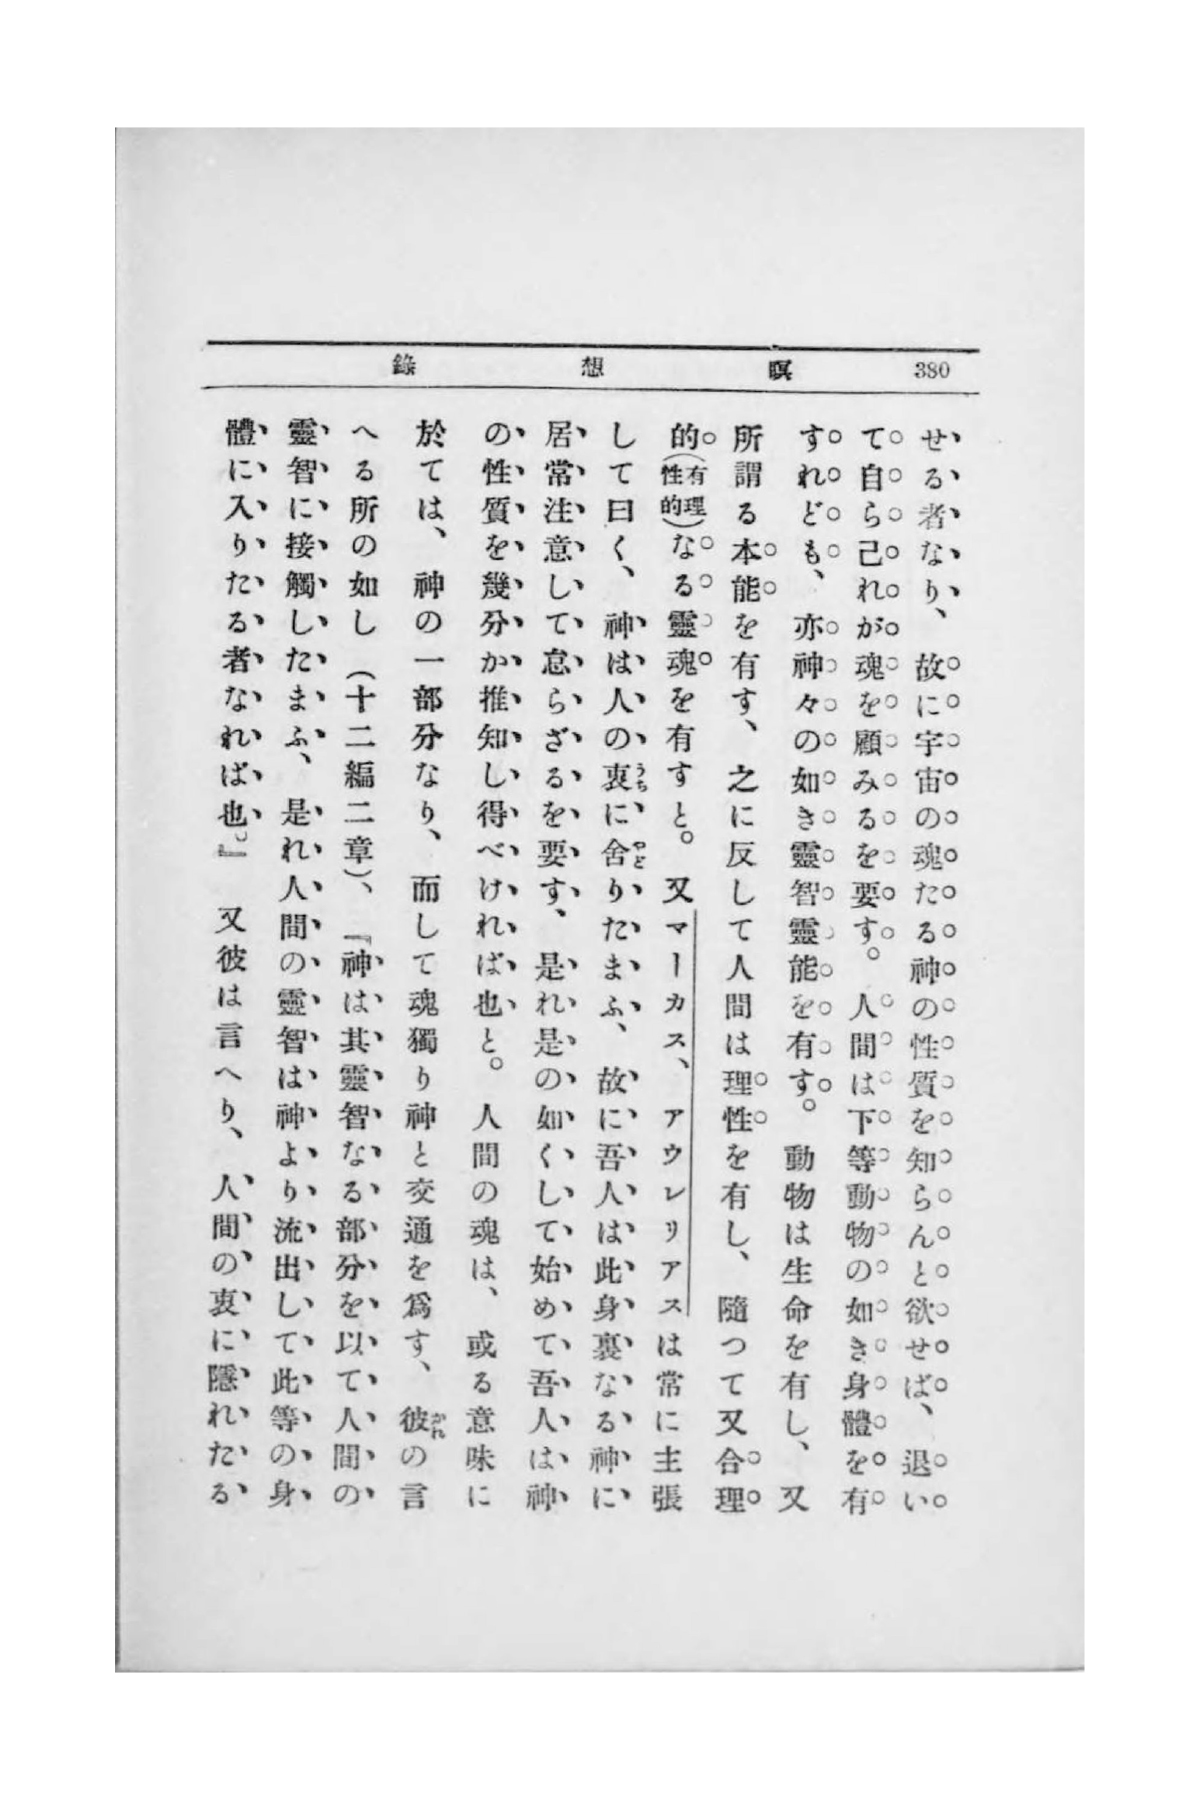 380 瞑想錄
せる者なり、故に宇宙の魂たる神の性質を知らんと欲せば、退い
て自ら己れが魂を顧みるを要す。人間は下等動物の如き身體を有
すれども、亦神々の如き靈智靈能を有す。動物は生命を有し、又
所謂る本能を有す、之に反して人間は理性を有し、隨つて又合理
的(有理性的)なる靈魂を有すと。又マーカス、アウレリアスは常に主張
して曰く、神は人の衷に舍りたまふ、故に吾人は此身裏なる神に
居常注意して怠らざるを要す、是れ是の如くして始めて吾人は神
の性質を幾分か推知し得べければ也と。人間の魂は、或る意味に
於ては、神の一部分なり、而して魂獨り神と交通を爲す、彼の言
へる所の如し(十二編二章)、『神は其靈智なる部分を以て人間の
靈智に接觸したまふ、是れ人間の靈智は神より流出して此等の身
體に入りたる者なれば也。』又彼は言へり、人間の衷に隱れたる